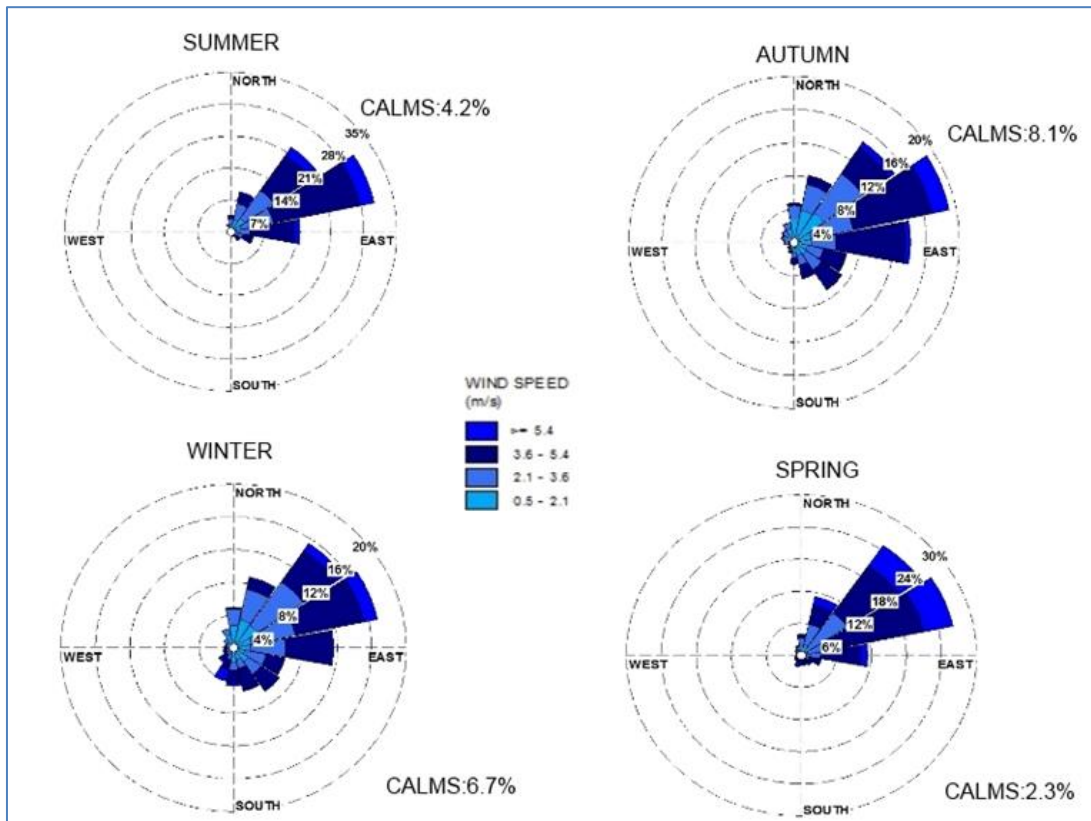 SUMMER
NORTH
CALMS:4.2%
35%
28%
21%
14%
7%
WEST
EAST
SOUTH
AUTUMN
NORTH
CALMS:8.1%
20%
16%
12%
8%
4%
WEST
EAST
SOUTH
WIND SPEED
(m/s)
>= 5.4
3.6 - 5.4
2.1 - 3.6
0.5 - 2.1
WINTER
NORTH
20%
16%
12%
8%
4%
WEST
EAST
CALMS:6.7%
SOUTH
SPRING
NORTH
30%
24%
18%
12%
6%
WEST
EAST
CALMS:2.3%
SOUTH